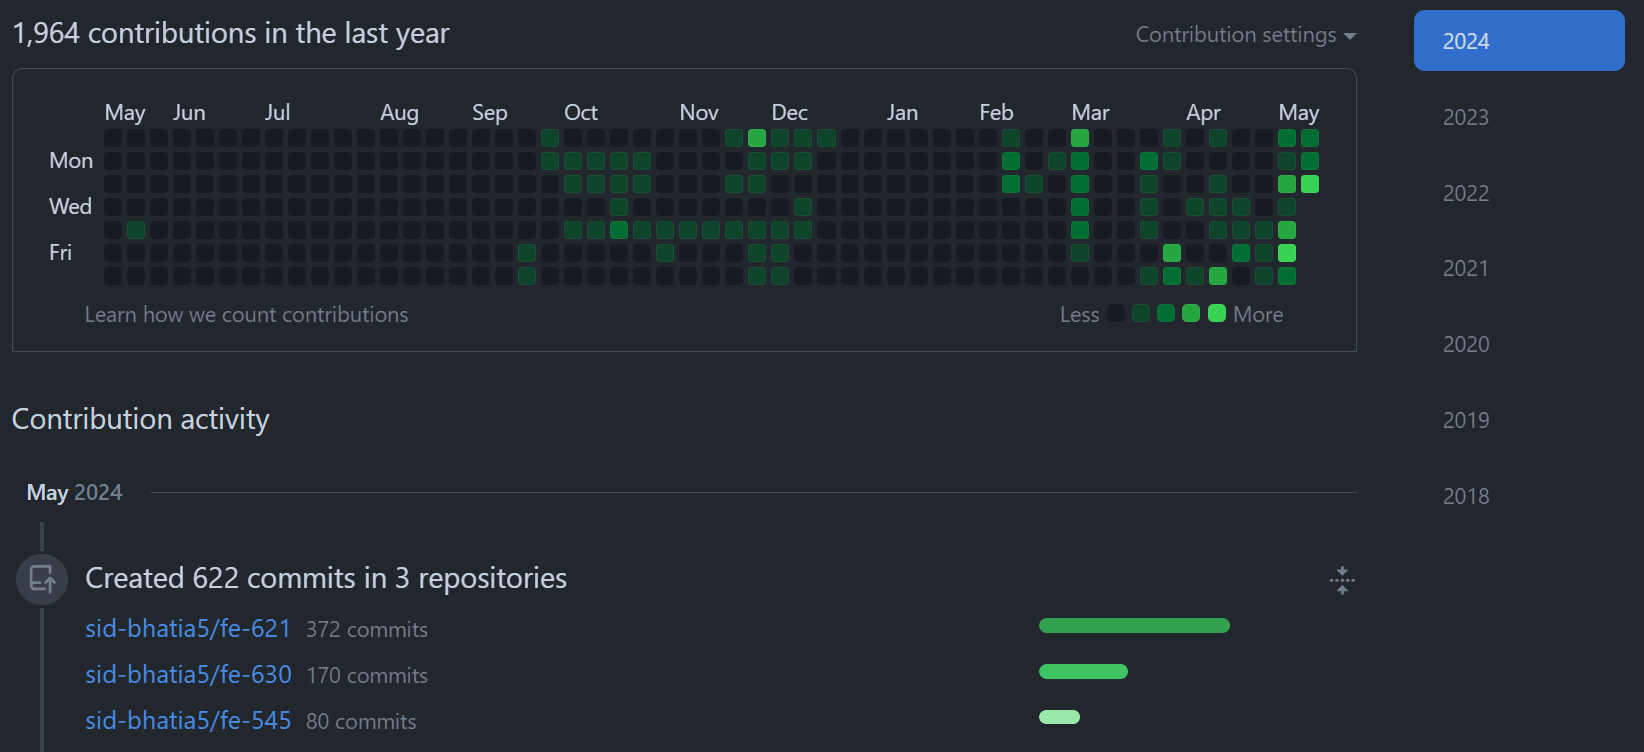 1,964 contributions in the last year
Contribution settings
2024
2023
2022
2021
2020
2019
2018
May Jun Jul Aug Sep Oct Nov Dec Jan Feb Mar Apr May
Mon
Wed
Fri
Learn how we count contributions
Less More
Contribution activity
May 2024
Created 622 commits in 3 repositories
sid-bhatia5/fe-621 372 commits
sid-bhatia5/fe-630 170 commits
sid-bhatia5/fe-545 80 commits